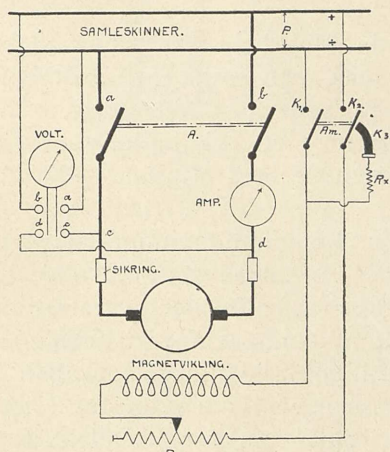 SAMLESKINNER.
P.
+
÷
a
b
K₁
K₂
K₃
A.
Am.
VOLT.
b a
d c
AMP.
Rx
c
d
SIKRING.
MAGNETVIKLING.